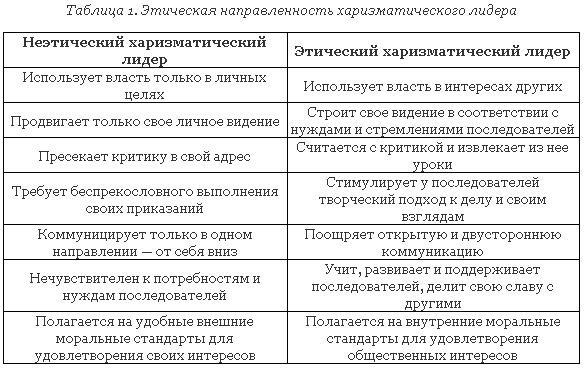 Таблица 1. Этическая направленность харизматического лидера
Неэтический харизматический
лидер
Этический харизматический лидер
Использует власть только в личных
целях
Использует власть в интересах других
Продвигает только свое личное видение
Строит свое видение в соответствии с
нуждами и стремлениями последователей
Пресекает критику в свой адрес
Считается с критикой и извлекает из нее
уроки
Требует беспрекословного выполнения
своих приказаний
Стимулирует у последователей
творческий подход к делу и своим
взглядам
Коммуницирует только в одном
направлении — от себя вниз
Поощряет открытую и двустороннюю
коммуникацию
Нечувствителен к потребностям и
нуждам последователей
Учит, развивает и поддерживает
последователей, делит свою славу с
другими
Полагается на удобные внешние
моральные стандарты для
удовлетворения своих интересов
Полагается на внутренние моральные
стандарты для удовлетворения
общественных интересов